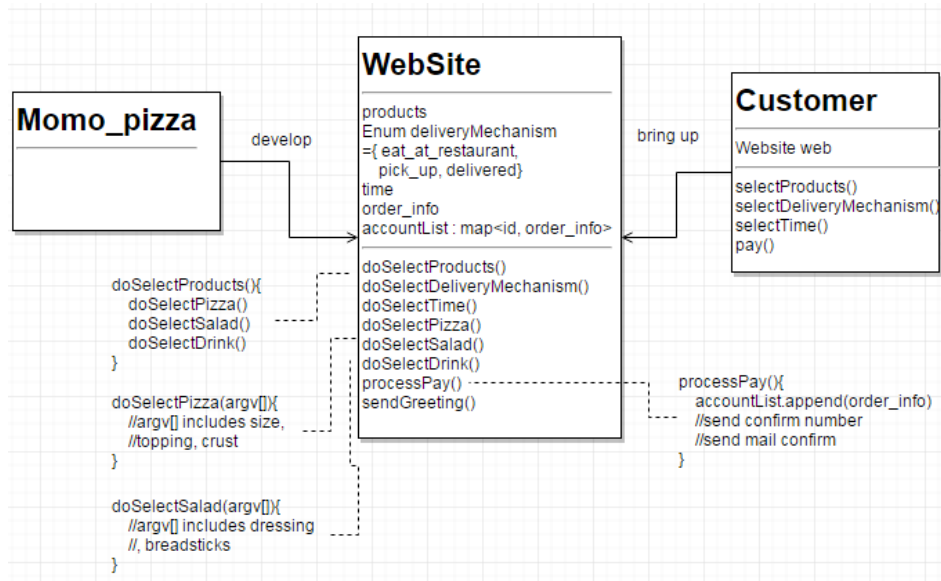 Momo_pizza
develop
WebSite
products
Enum deliveryMechanism
={ eat_at_restaurant,
pick_up, delivered}
time
order_info
accountList : map<id, order_info>
doSelectProducts()
doSelectDeliveryMechanism()
doSelectTime()
doSelectPizza()
doSelectSalad()
doSelectDrink()
processPay()
sendGreeting()
bring up
Customer
Website web
selectProducts()
selectDeliveryMechanism()
selectTime()
pay()
doSelectProducts(){
doSelectPizza()
doSelectSalad()
doSelectDrink()
}
doSelectPizza(argv[]){
//argv[] includes size,
//topping, crust
}
doSelectSalad(argv[]){
//argv[] includes dressing
//, breadsticks
}
processPay(){
accountList.append(order_info)
//send confirm number
//send mail confirm
}